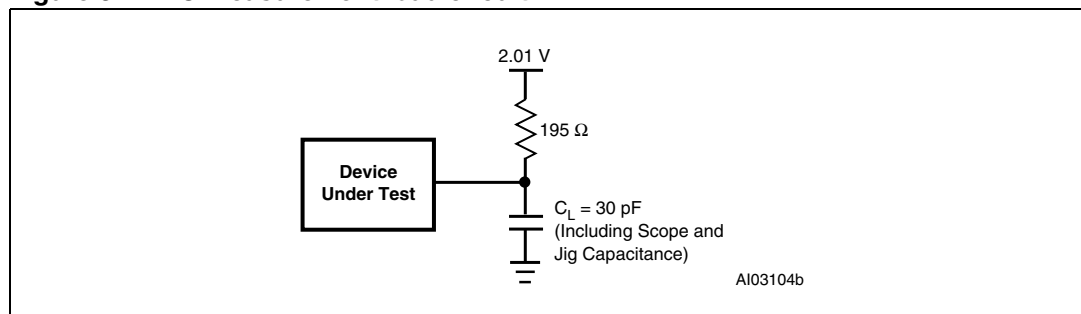 2.01 V
195 Ω
Device
Under Test
C_L = 30 pF
(Including Scope and
Jig Capacitance)
AI03104b